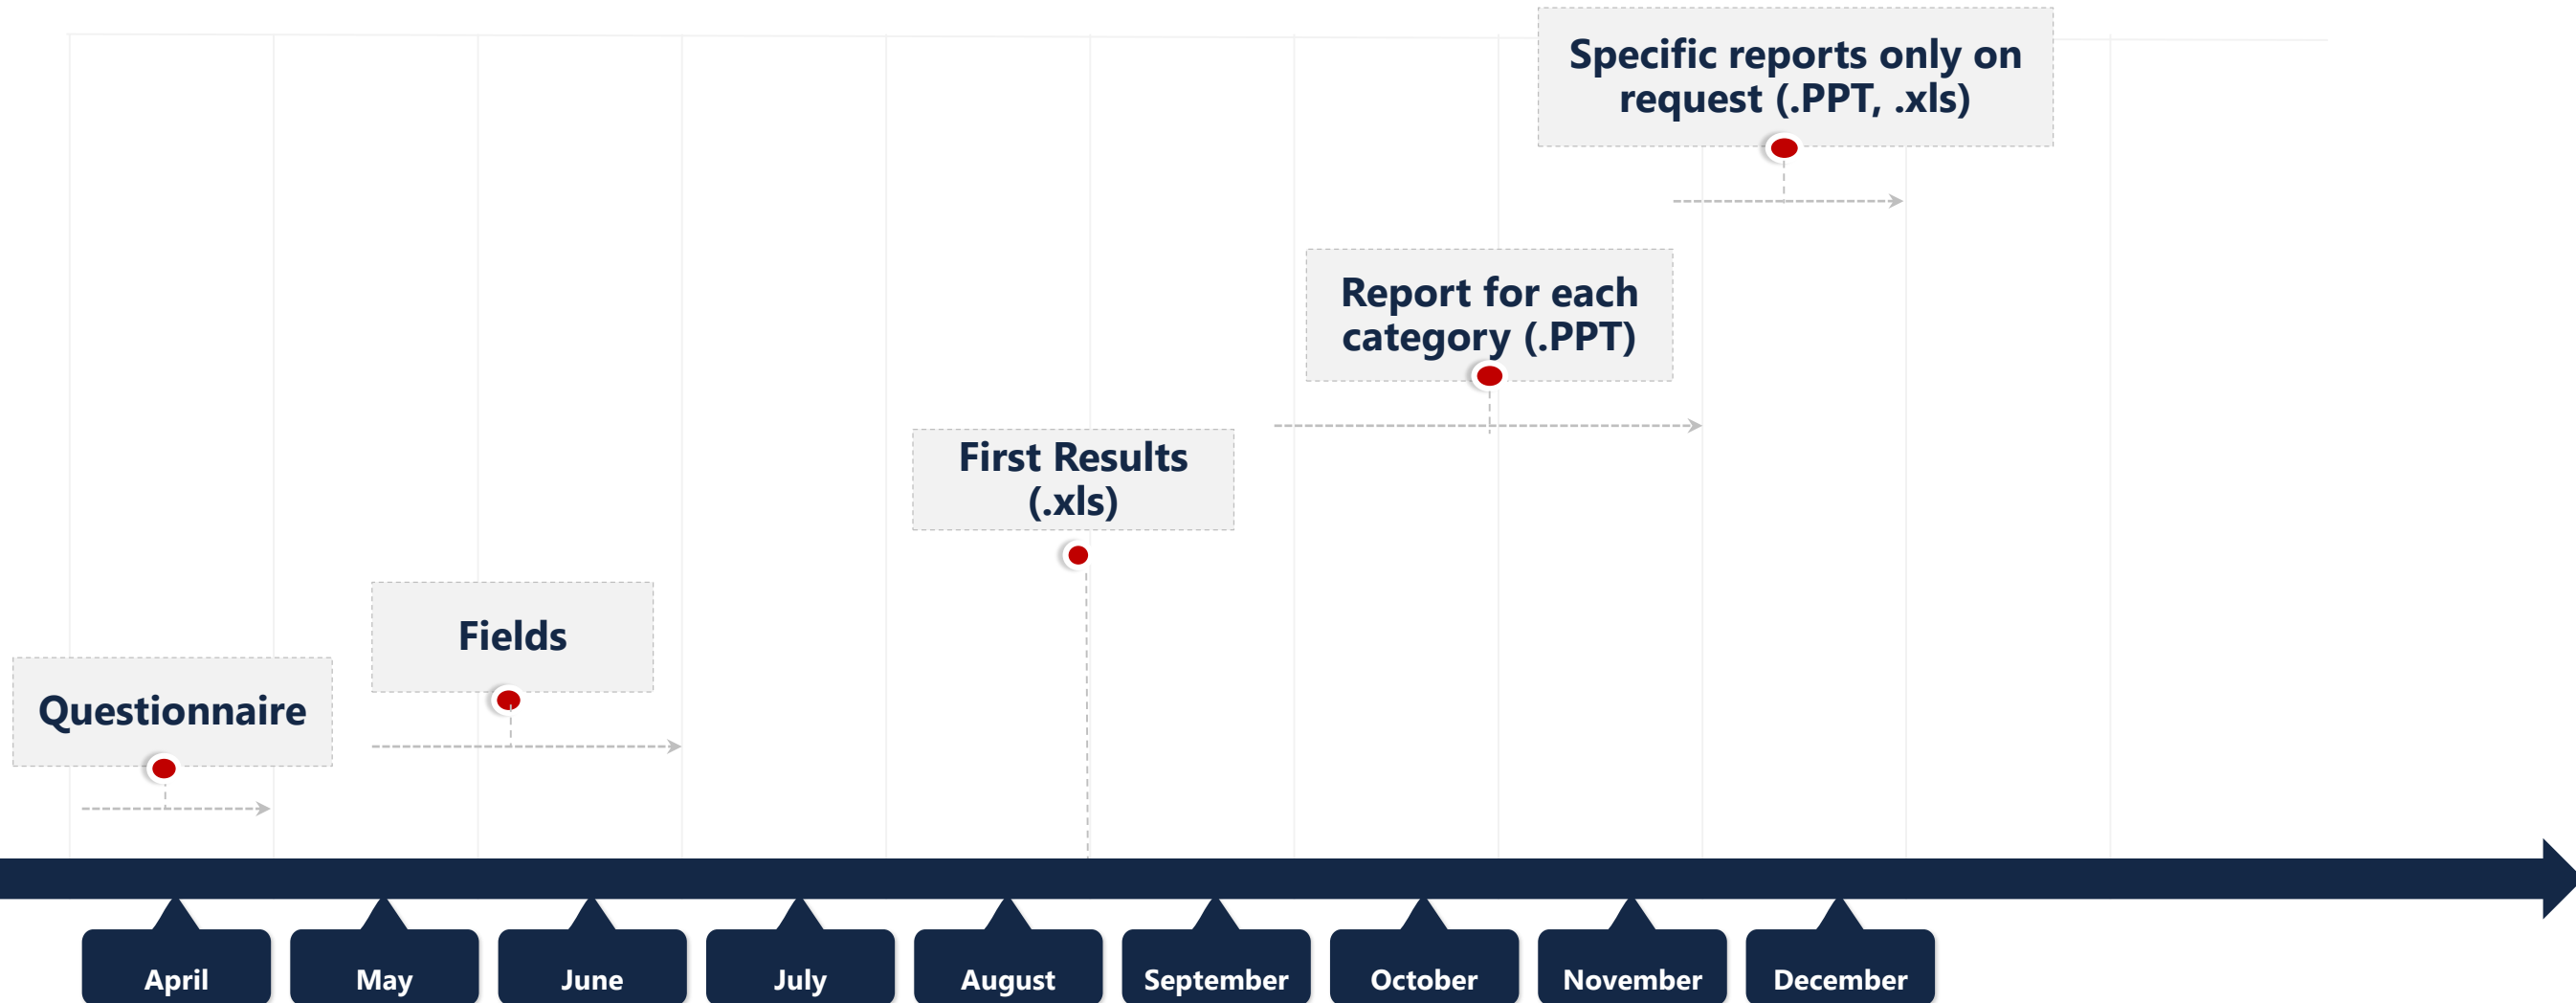 Specific reports only on
request (.PPT, .xls)
Report for each
category (.PPT)
First Results
(.xls)
Fields
Questionnaire
April
May
June
July
August
September
October
November
December